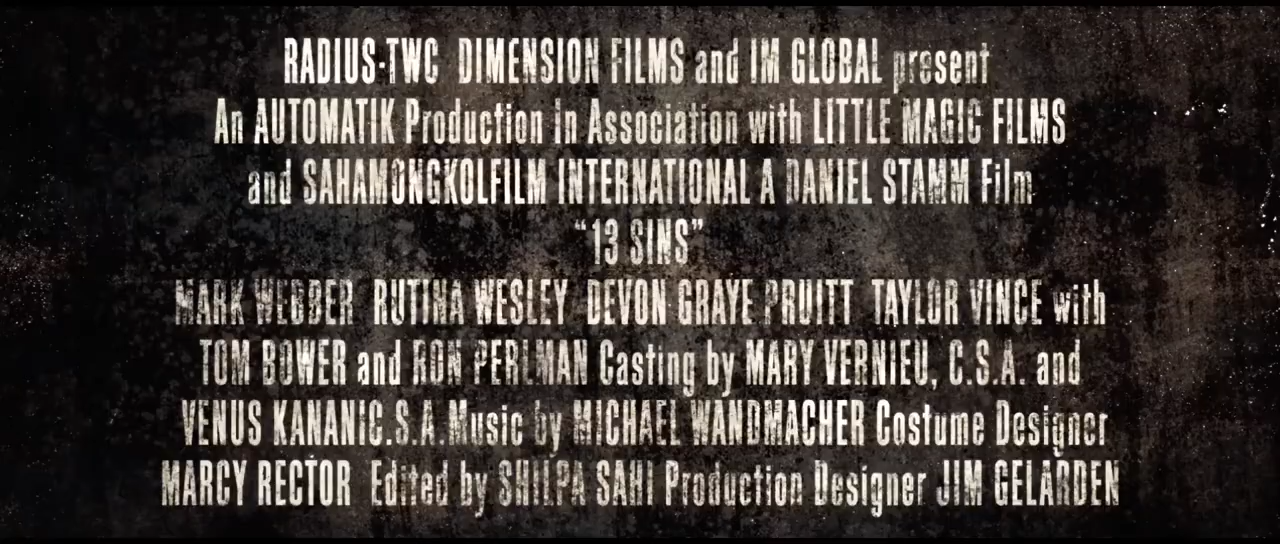 RADIUS-TWC DIMENSION FILMS and IM GLOBAL present
An AUTOMATIK Production in Association with LITTLE MAGIC FILMS
and SAHAMONGKOLFILM INTERNATIONAL A DANIEL STAMM Film
“13 SINS”
MARK WEBBER RUTINA WESLEY DEVON GRAYE PRUITT TAYLOR VINCE with
TOM BOWER and RON PERLMAN Casting by MARY VERNIEU, C.S.A. and
VENUS KANANiC.S.A.Music by MICHAEL WANDMACHER Costume Designer
MARCY RECTOR Edited by SHILPA SAHI Production Designer JIM GELARDEN